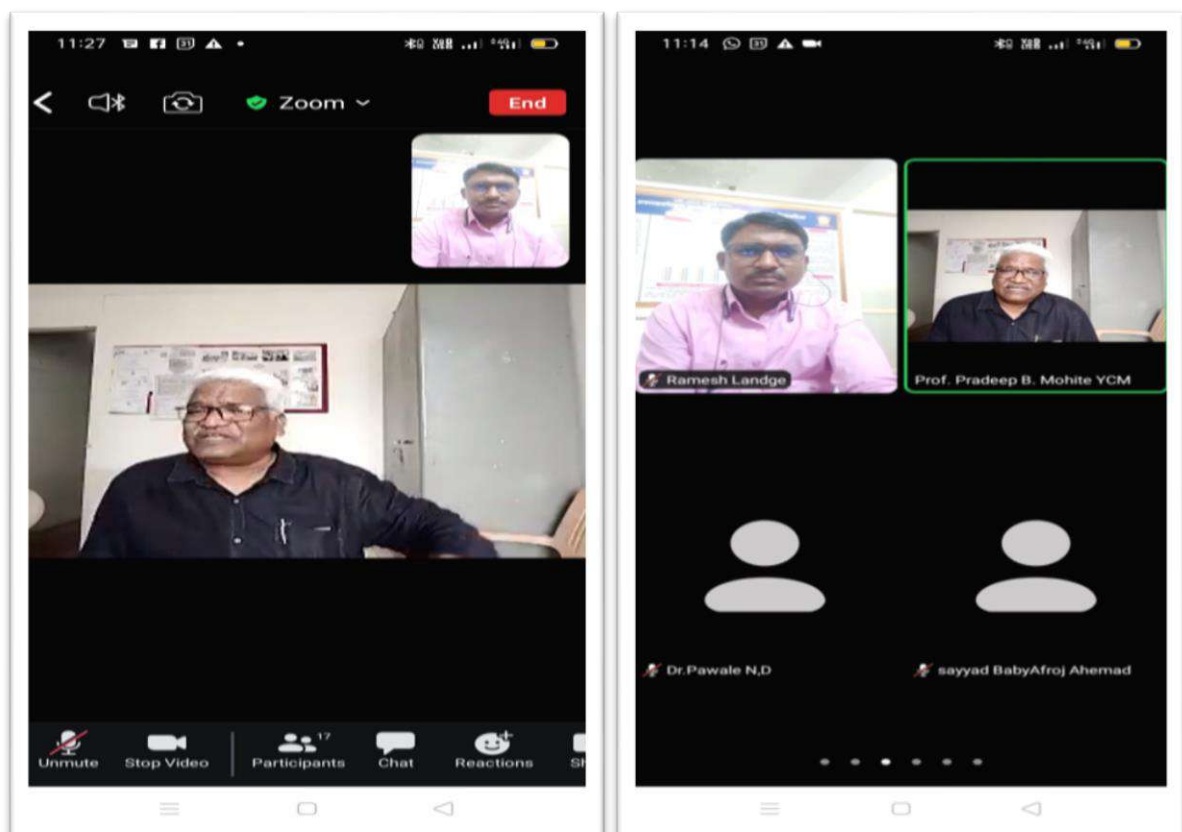 11:27
Zoom
End
Unmute
Stop Video
Participants
17
Chat
Reactions
11:14
Ramesh Landge
Prof. Pradeep B. Mohite YCM
Dr.Pawale N,D
sayyad BabyAfroj Ahemad